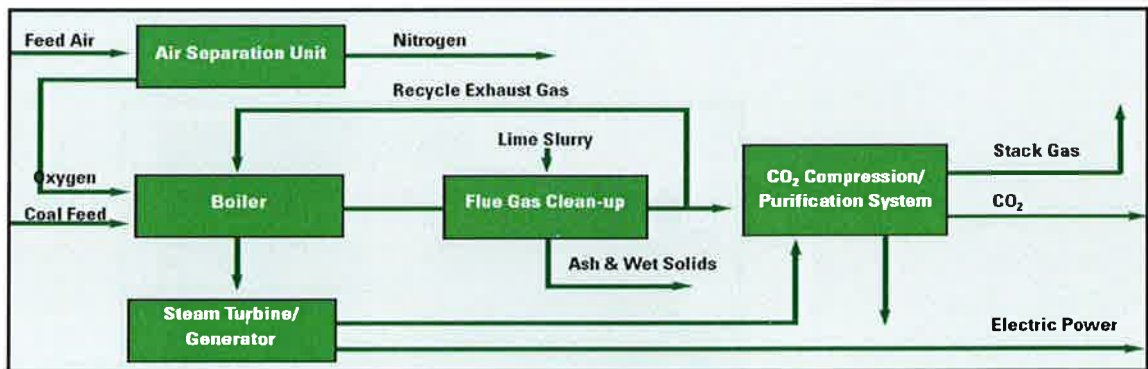 Feed Air
Air Separation Unit
Nitrogen
Recycle Exhaust Gas
Lime Slurry
Stack Gas
Oxygen
Boiler
Flue Gas Clean-up
CO₂ Compression/
Purification System
CO₂
Coal Feed
Ash & Wet Solids
Steam Turbine/
Generator
Electric Power